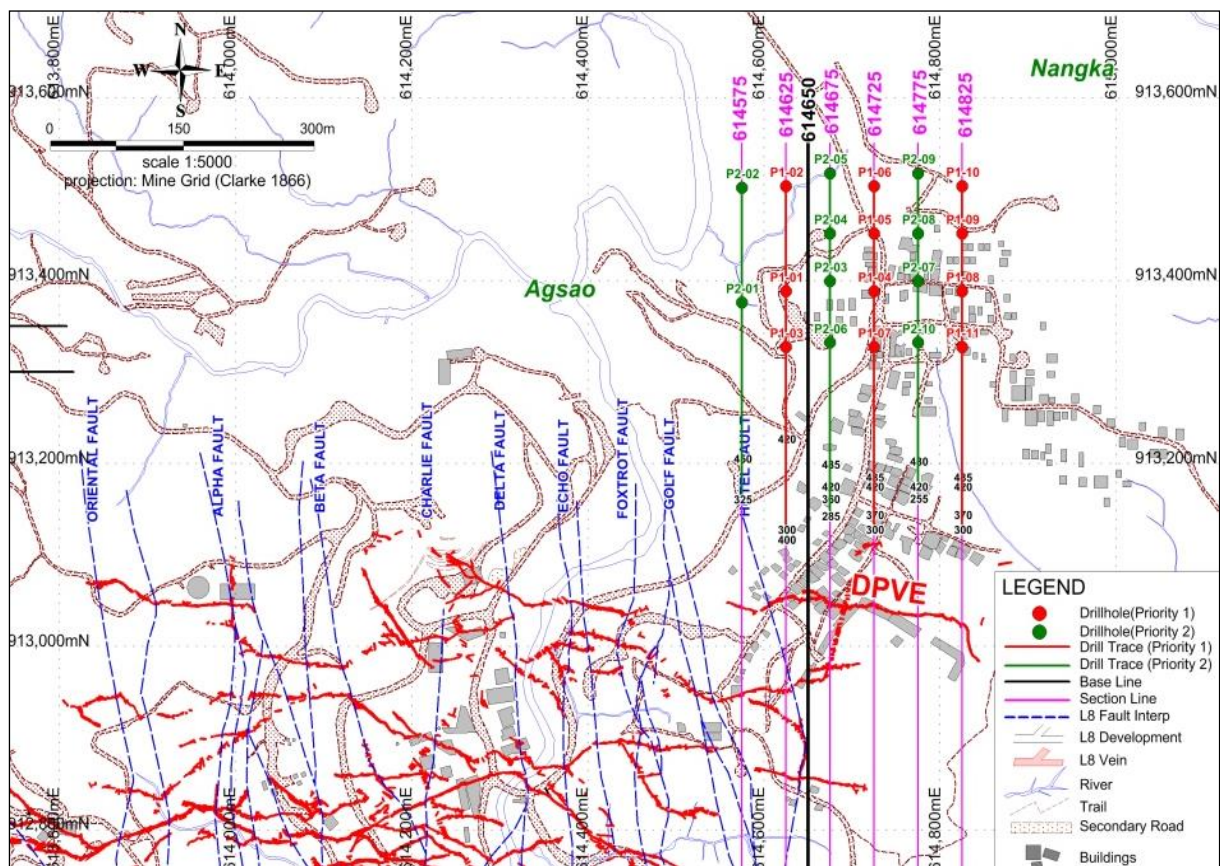 613,800mE
614,000mE
614,200mE
614,400mE
614,600mE
614,800mE
619,000mE
N
W E
S
0 150 300m
scale 1:5000
projection: Mine Grid (Clarke 1866)
913,600mN
913,600mN
Nangka
614575
614625
614650
614675
614725
614775
614825
P2-02
P1-02
P2-05
P1-06
P2-09
P1-10
P2-04
P1-05
P2-08
P1-09
913,400mN
913,400mN
Agsao
P2-01
P1-01
P2-03
P1-04
P2-07
P1-08
P1-03
P2-06
P1-07
P2-10
P1-11
ORIENTAL FAULT
ALPHA FAULT
BETA FAULT
CHARLIE FAULT
DELTA FAULT
ECHO FAULT
FOXTROT FAULT
GOLF FAULT
HOTEL FAULT
913,200mN
913,200mN
450
325
420
300
400
435
420
360
285
435
420
370
300
430
420
255
435
420
370
300
DPVE
913,000mN
912,800mN
614,000mE
614,200mE
614,400mE
614,600mE
614,800mE
LEGEND
Drillhole(Priority 1)
Drillhole(Priority 2)
Drill Trace (Priority 1)
Drill Trace (Priority 2)
Base Line
Section Line
L8 Fault Interp
L8 Development
L8 Vein
River
Trail
Secondary Road
Buildings